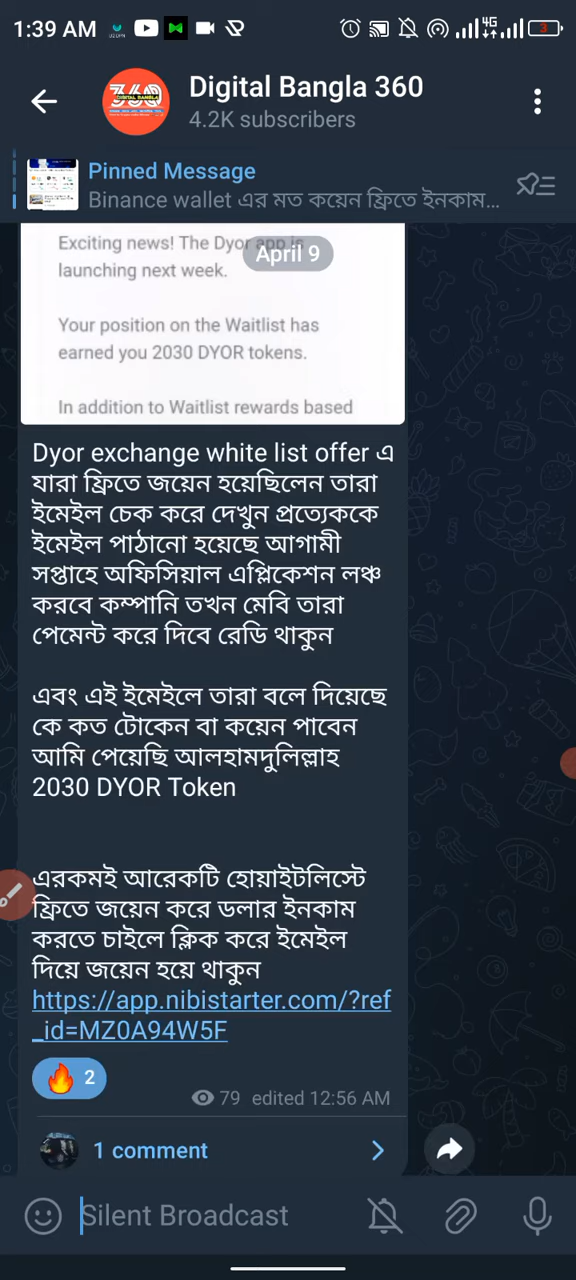 1:39 AM
4G
3
360
Digital Bangla 360
4.2K subscribers
Pinned Message
Binance wallet এর মত কয়েন ফ্রিতে ইনকাম...
Exciting news! The Dyor app is
April 9
launching next week.
Your position on the Waitlist has
earned you 2030 DYOR tokens.
In addition to Waitlist rewards based
Dyor exchange white list offer এ
যারা ফ্রিতে জয়েন হয়েছিলেন তারা
ইমেইল চেক করে দেখুন প্রত্যেককে
ইমেইল পাঠানো হয়েছে আগামী
সপ্তাহে অফিসিয়াল এপ্লিকেশন লঞ্চ
করবে কম্পানি তখন মেবি তারা
পেমেন্ট করে দিবে রেডি থাকুন
এবং এই ইমেইলে তারা বলে দিয়েছে
কে কত টোকেন বা কয়েন পাবেন
আমি পেয়েছি আলহামদুলিল্লাহ
2030 DYOR Token
এরকমই আরেকটি হোয়াইটলিস্টে
ফ্রিতে জয়েন করে ডলার ইনকাম
করতে চাইলে ক্লিক করে ইমেইল
দিয়ে জয়েন হয়ে থাকুন
https://app.nibistarter.com/?ref
_id=MZ0A94W5F
2
79 edited 12:56 AM
1 comment
Silent Broadcast